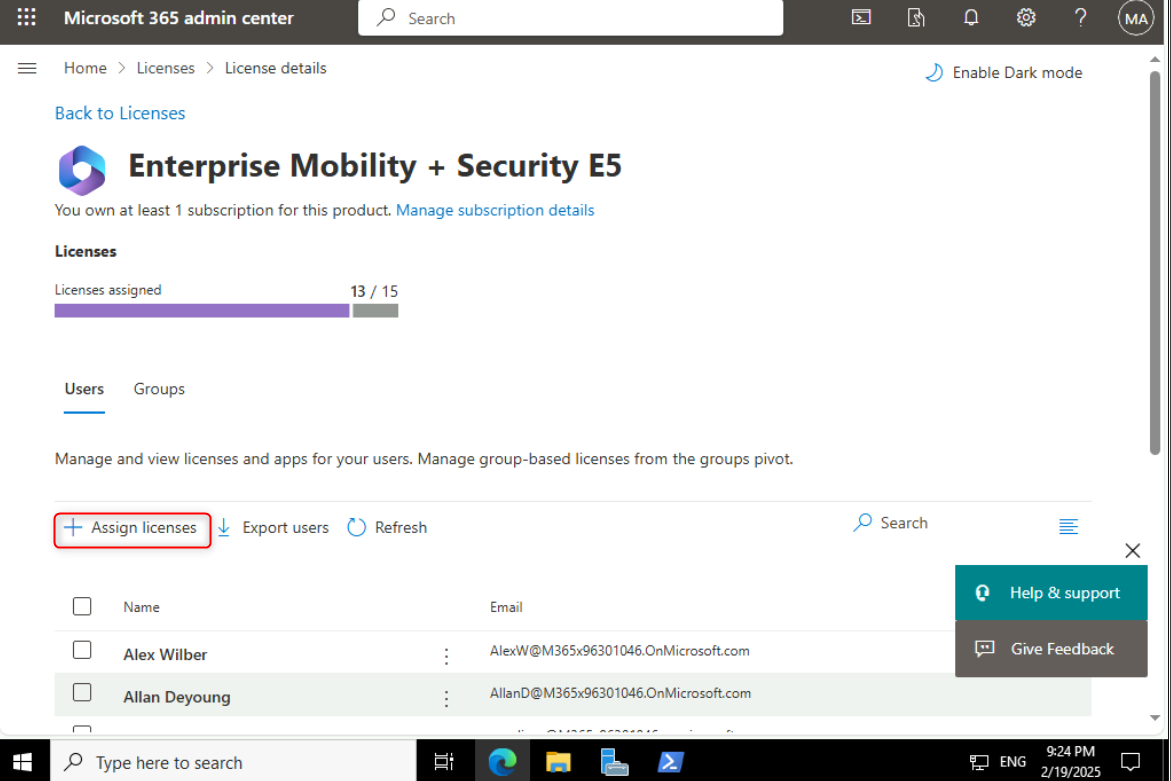 Microsoft 365 admin center
Search
MA
Home > Licenses > License details
Enable Dark mode
Back to Licenses
Enterprise Mobility + Security E5
You own at least 1 subscription for this product. Manage subscription details
Licenses
Licenses assigned 13 / 15
Users Groups
Manage and view licenses and apps for your users. Manage group-based licenses from the groups pivot.
Assign licenses Export users Refresh Search
Help & support
Name Email
Give Feedback
Alex Wilber AlexW@M365x96301046.OnMicrosoft.com
Allan Deyoung AllanD@M365x96301046.OnMicrosoft.com
Type here to search
ENG
9:24 PM
2/19/2025